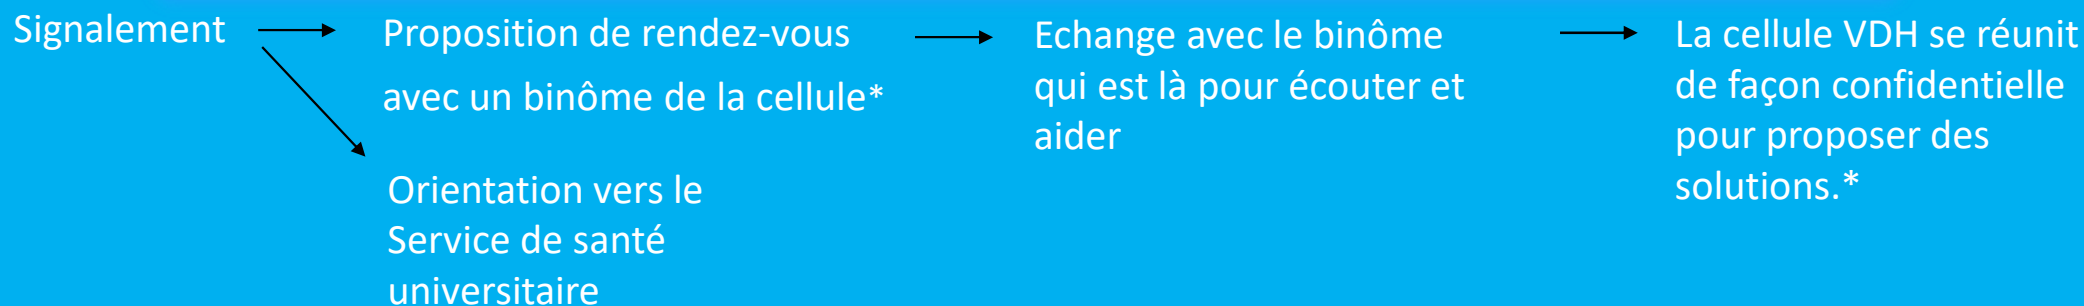 Signalement
Proposition de rendez-vous
avec un binôme de la cellule*
Orientation vers le
Service de santé
universitaire
Echange avec le binôme
qui est là pour écouter et
aider
La cellule VDH se réunit
de façon confidentielle
pour proposer des
solutions.*